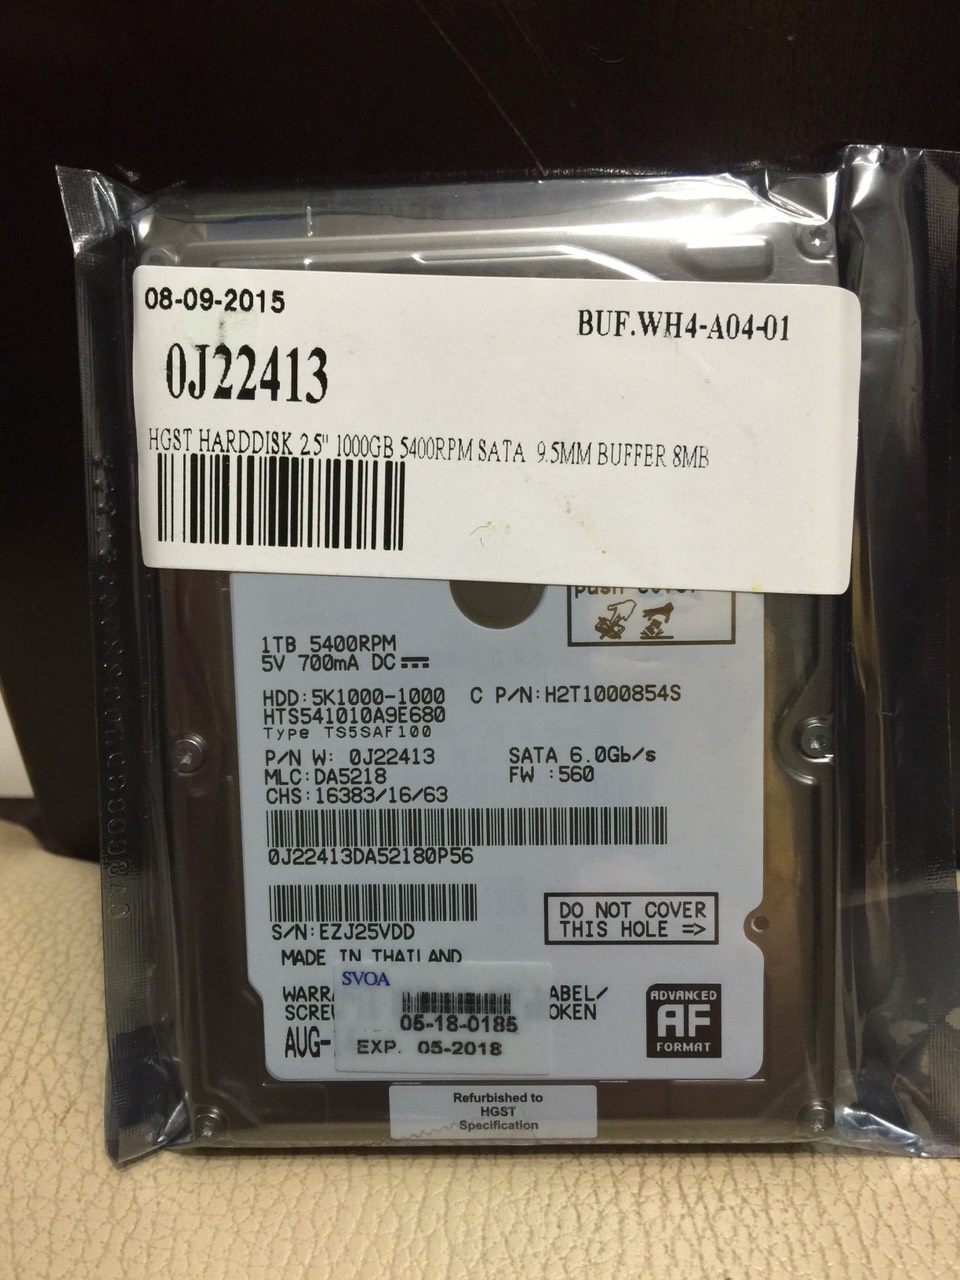 08-09-2015
BUF.WH4-A04-01
0J22413
HGST HARDDISK 2.5" 1000GB 5400RPM SATA 9.5MM BUFFER 8MB
1TB 5400RPM
5V 700mA DC
HDD:5K1000-1000 C P/N:H2T1000854S
HTS541010A9E680
Type TS5SAF100
P/N W: 0J22413 SATA 6.0Gb/s
MLC:DA5218 FW :560
CHS:16383/16/63
0J22413DA52180P56
S/N:EZJ25VDD
DO NOT COVER
THIS HOLE =>
MADE IN THAILAND
SVOA
05-18-0185
EXP. 05-2018
AUG-
ADVANCED
AF
FORMAT
Refurbished to
HGST
Specification